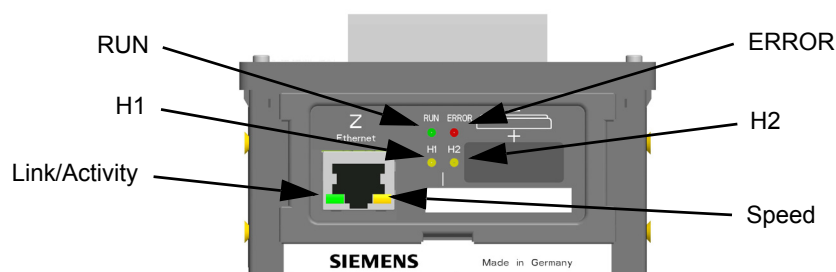 RUN
ERROR
H1
H2
Link/Activity
Speed
RUN ERROR
Z
Ethernet
H1 H2
SIEMENS
Made in Germany